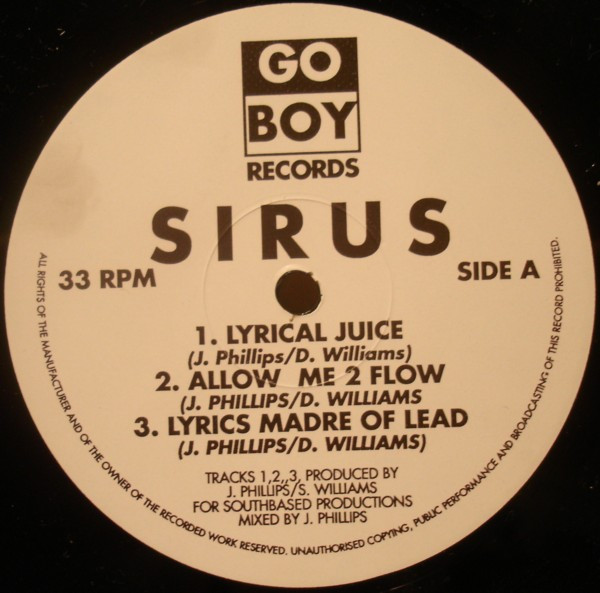 GO
BOY
RECORDS
SIRUS
33 RPM
SIDE A
1. LYRICAL JUICE
(J. Phillips/D. Williams)
2. ALLOW ME 2 FLOW
(J. PHILLIPS/D. WILLIAMS
3. LYRICS MADRE OF LEAD
(J. PHILLIPS/D. WILLIAMS)
TRACKS 1,2,,3, PRODUCED BY
J. PHILLIPS/S. WILLIAMS
FOR SOUTHBASED PRODUCTIONS
MIXED BY J. PHILLIPS
ALL RIGHTS OF THE MANUFACTURER AND OF THE OWNER OF THE RECORDED WORK RESERVED. UNAUTHORISED COPYING, PUBLIC PERFORMANCE AND BROADCASTING OF THIS RECORD PROHIBITED.